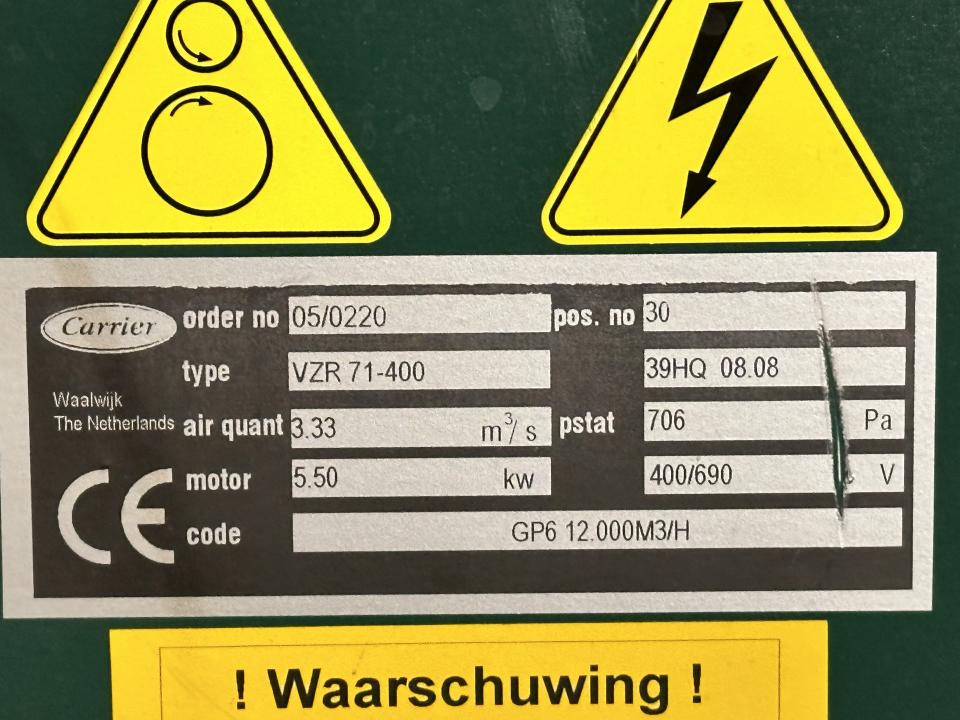 Carrier
order no 05/0220 pos. no 30
type VZR 71-400 39HQ 08.08
Waalwijk
The Netherlands
air quant 3.33 m³/s pstat 706 Pa
motor 5.50 kw 400/690 V
CE
code GP6 12.000M3/H
! Waarschuwing !